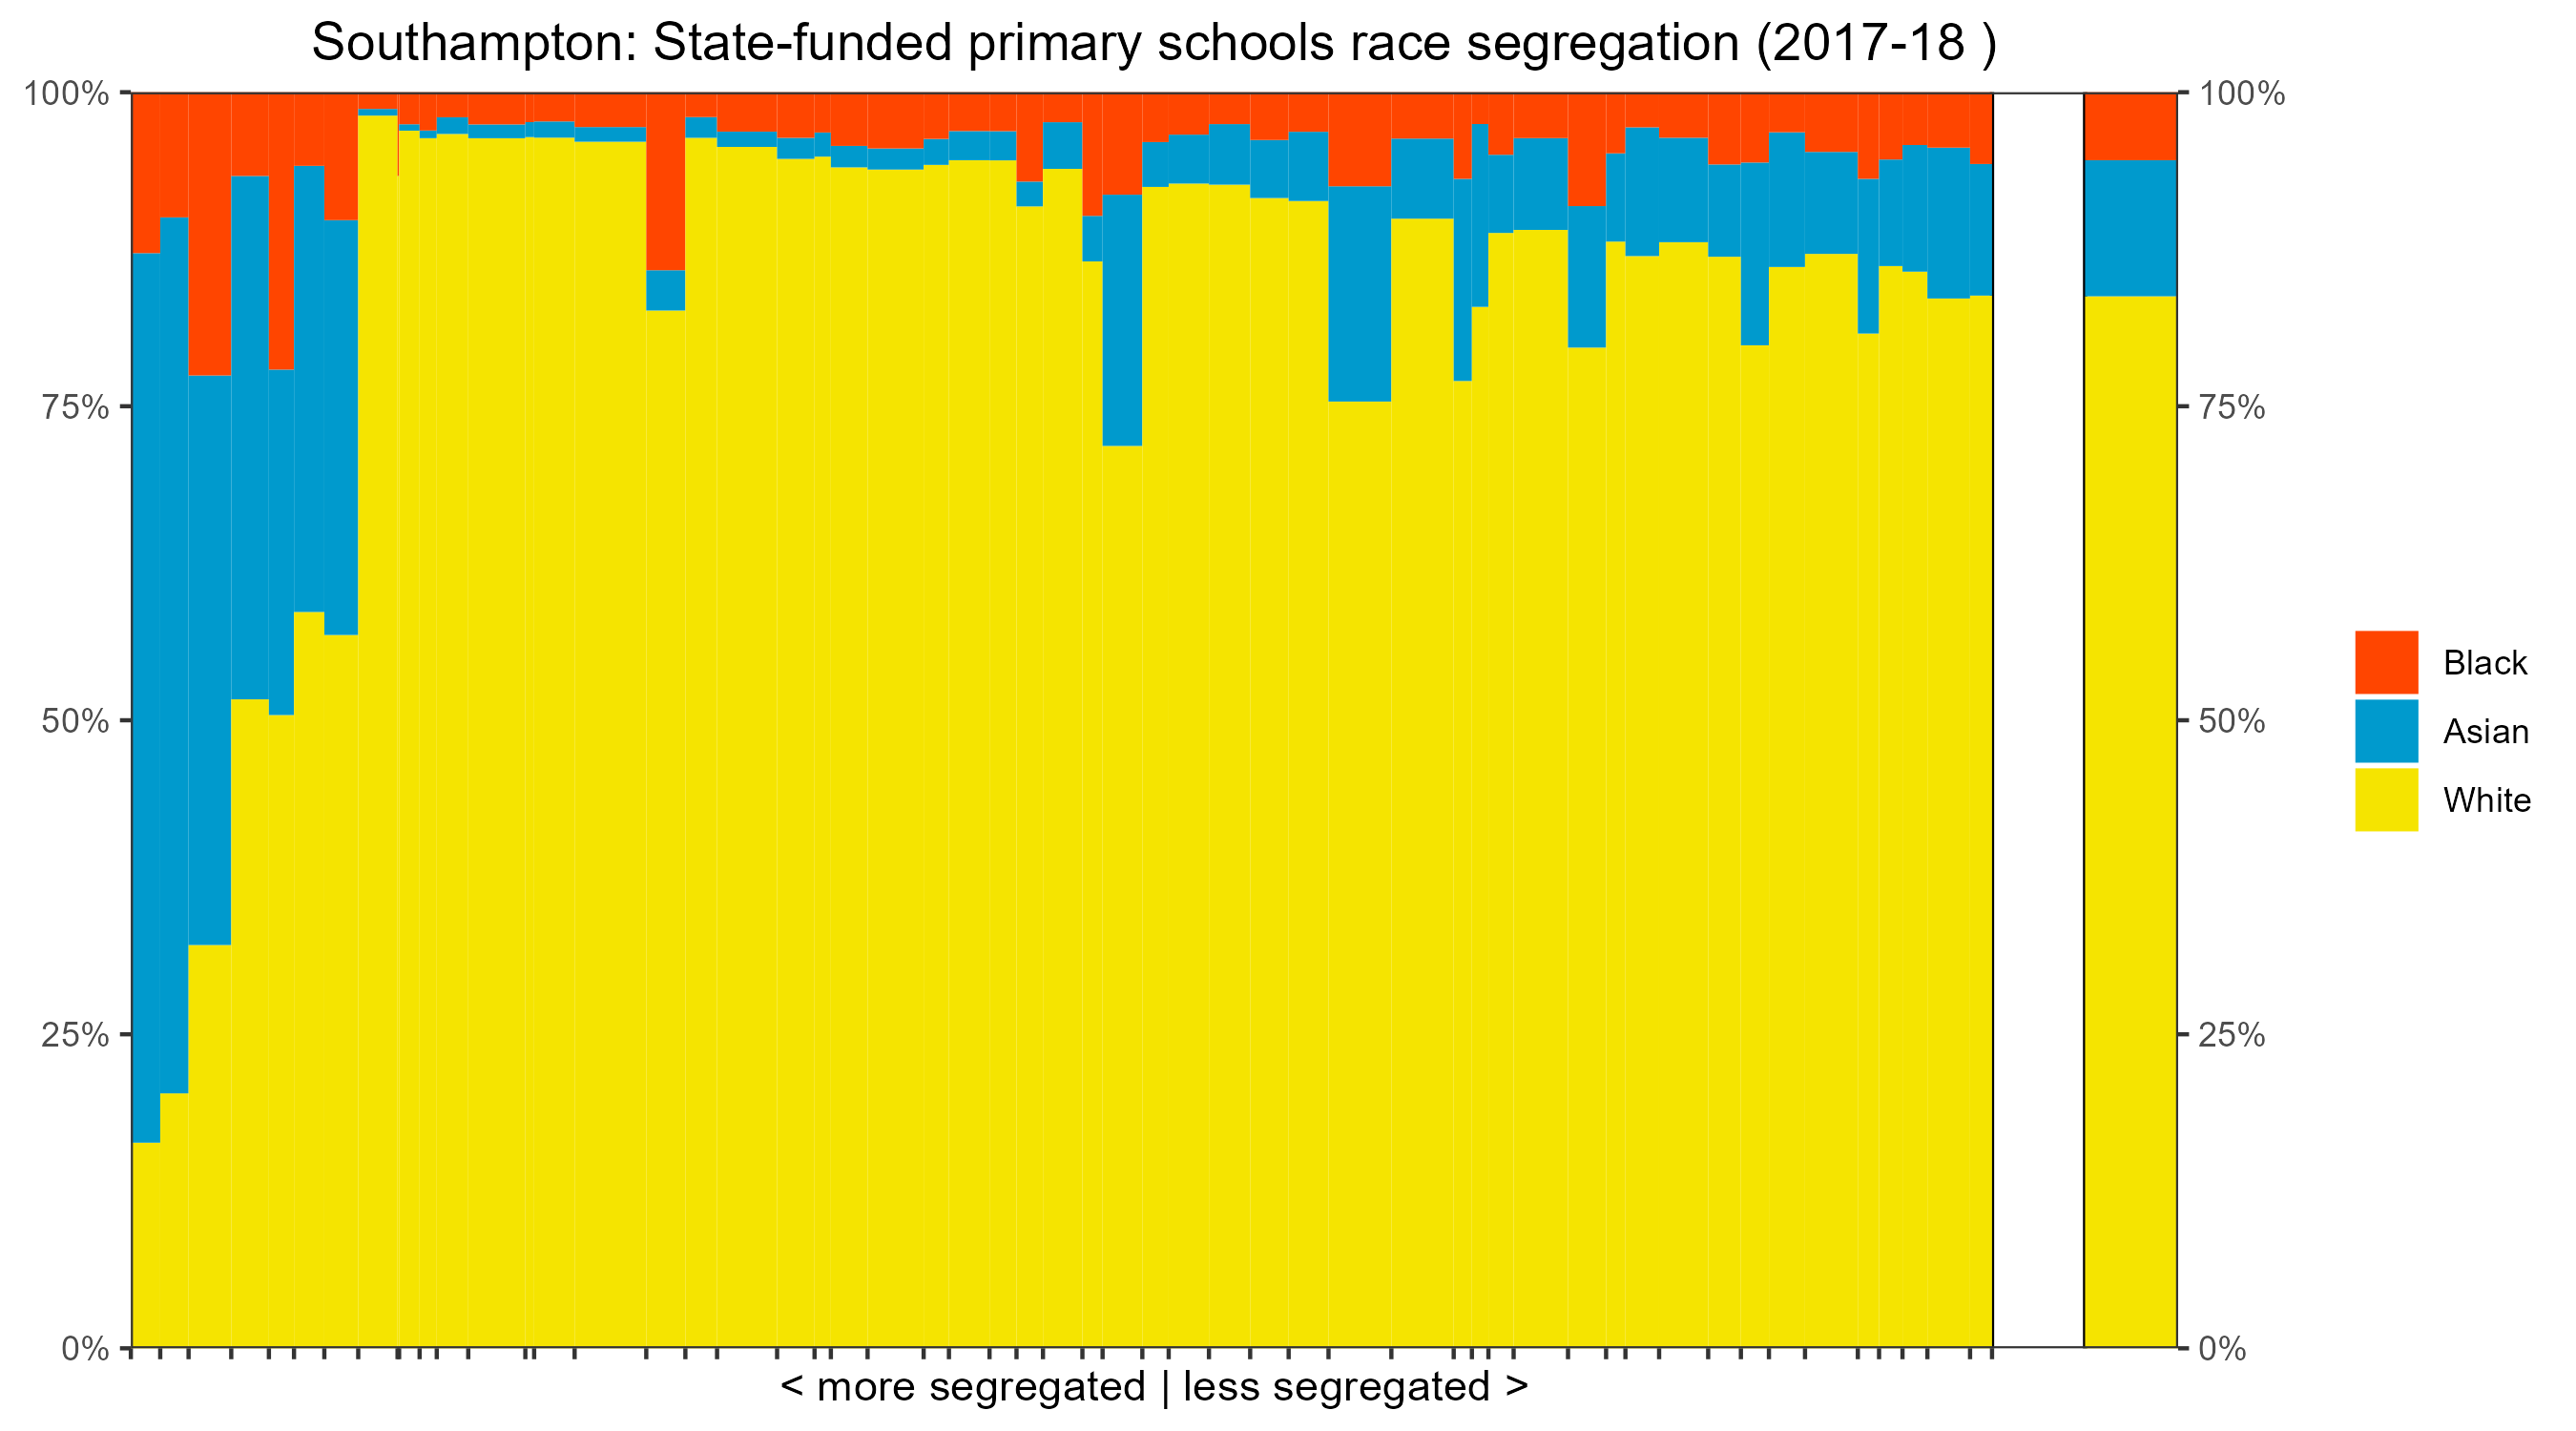 Southampton: State-funded primary schools race segregation (2017-18 )
100%
75%
50%
25%
0%
100%
75%
50%
25%
0%
Black
Asian
White
< more segregated | less segregated >